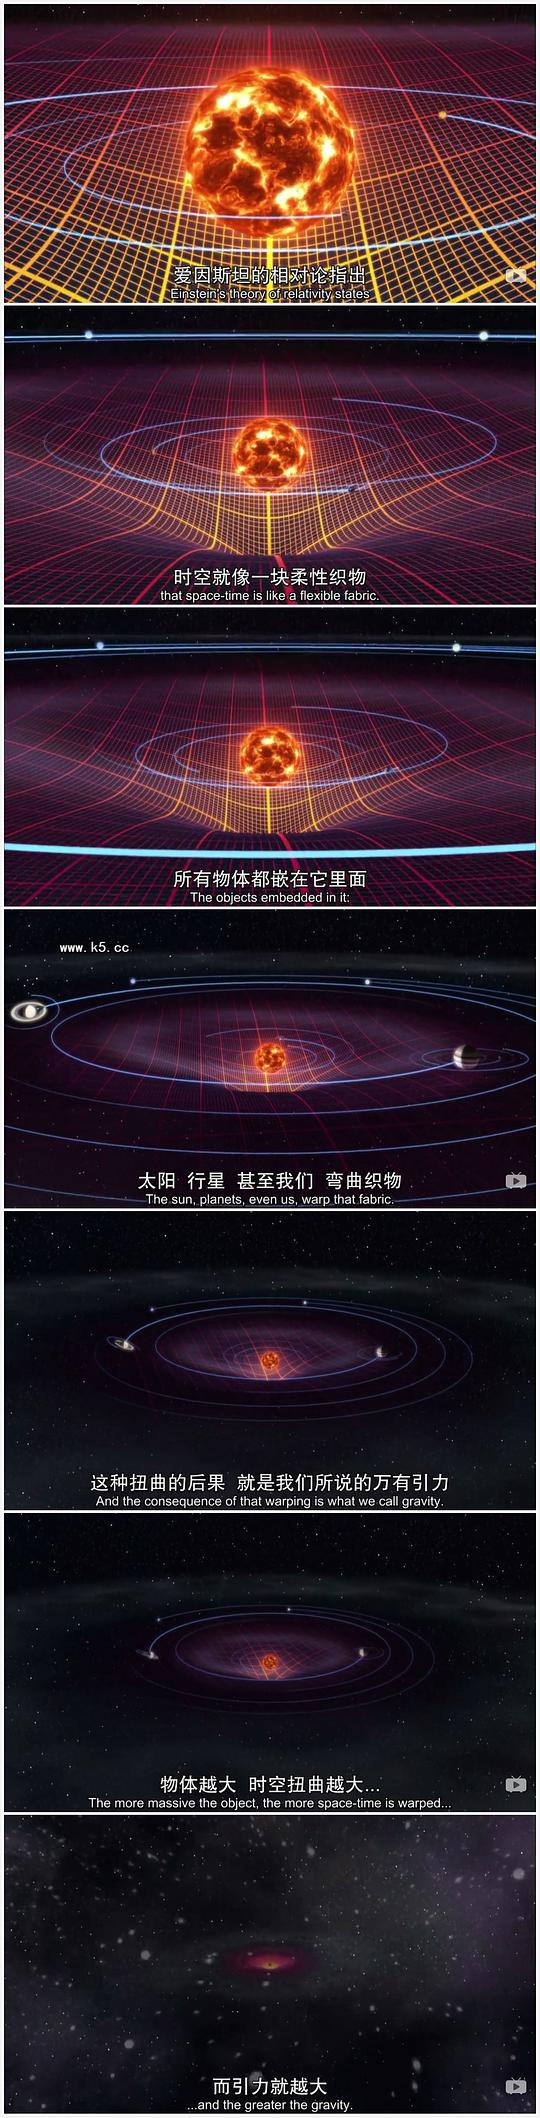 爱因斯坦的相对论指出
Einstein's theory of relativity states
时空就像一块柔性织物
that space-time is like a flexible fabric.
所有物体都嵌在它里面
The objects embedded in it:
www.k5.cc
太阳 行星 甚至我们 弯曲织物
The sun, planets, even us, warp that fabric.
这种扭曲的后果 就是我们所说的万有引力
And the consequence of that warping is what we call gravity.
物体越大 时空扭曲越大...
The more massive the object, the more space-time is warped...
而引力就越大
...and the greater the gravity.